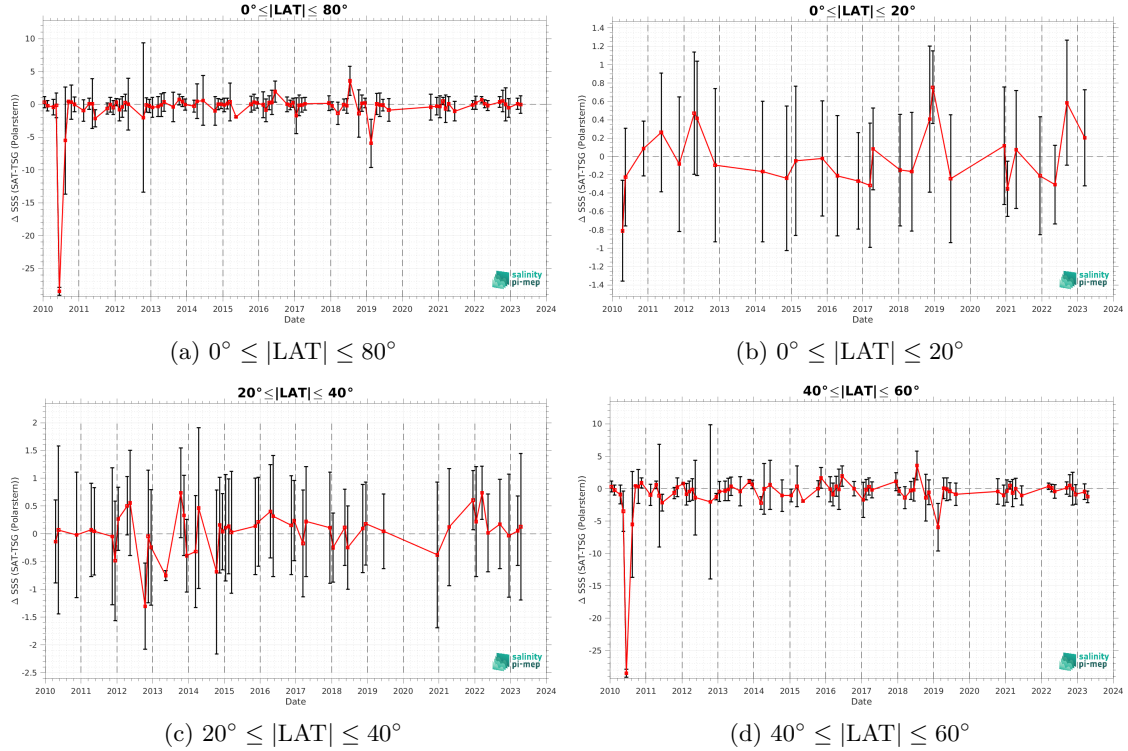 0°≤|LAT|≤ 80°
Δ SSS (SAT-TSG (Polarstern))
10
5
0
-5
-10
-15
-20
-25
2010 2011 2012 2013 2014 2015 2016 2017 2018 2019 2020 2021 2022 2023 2024
Date
salinity
pi-mep
(a) 0° ≤ |LAT| ≤ 80°
0°≤|LAT|≤ 20°
Δ SSS (SAT-TSG (Polarstern))
1.4
1.2
1
0.8
0.6
0.4
0.2
0
-0.2
-0.4
-0.6
-0.8
-1
-1.2
-1.4
2010 2011 2012 2013 2014 2015 2016 2017 2018 2019 2020 2021 2022 2023 2024
Date
salinity
pi-mep
(b) 0° ≤ |LAT| ≤ 20°
20°≤|LAT|≤ 40°
Δ SSS (SAT-TSG (Polarstern))
2
1.5
1
0.5
0
-0.5
-1
-1.5
-2
-2.5
2010 2011 2012 2013 2014 2015 2016 2017 2018 2019 2020 2021 2022 2023 2024
Date
salinity
pi-mep
(c) 20° ≤ |LAT| ≤ 40°
40°≤|LAT|≤ 60°
Δ SSS (SAT-TSG (Polarstern))
10
5
0
-5
-10
-15
-20
-25
2010 2011 2012 2013 2014 2015 2016 2017 2018 2019 2020 2021 2022 2023 2024
Date
salinity
pi-mep
(d) 40° ≤ |LAT| ≤ 60°